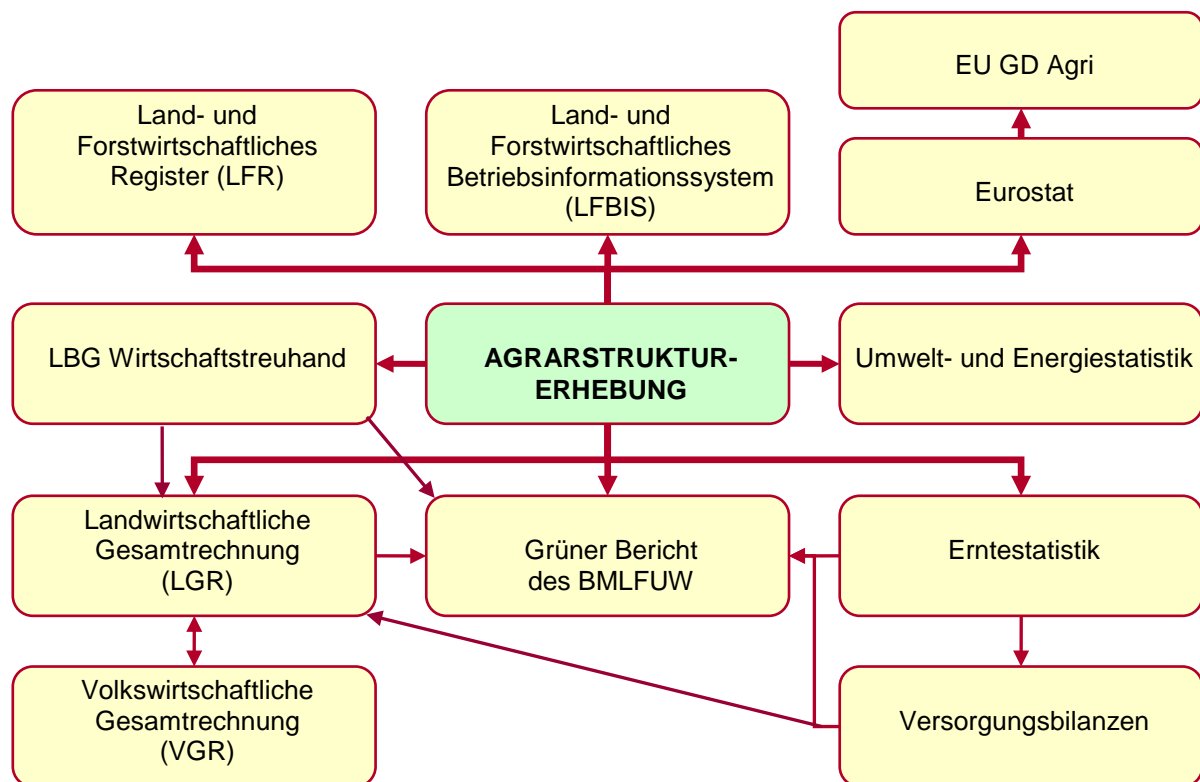 EU GD Agri
Land- und
Forstwirtschaftliches
Register (LFR)
Land- und
Forstwirtschaftliches
Betriebsinformationssystem
(LFBIS)
Eurostat
LBG Wirtschaftstreuhand
AGRARSTRUKTUR-
ERHEBUNG
Umwelt- und Energiestatistik
Landwirtschaftliche
Gesamtrechnung
(LGR)
Grüner Bericht
des BMLFUW
Erntestatistik
Volkswirtschaftliche
Gesamtrechnung
(VGR)
Versorgungsbilanzen